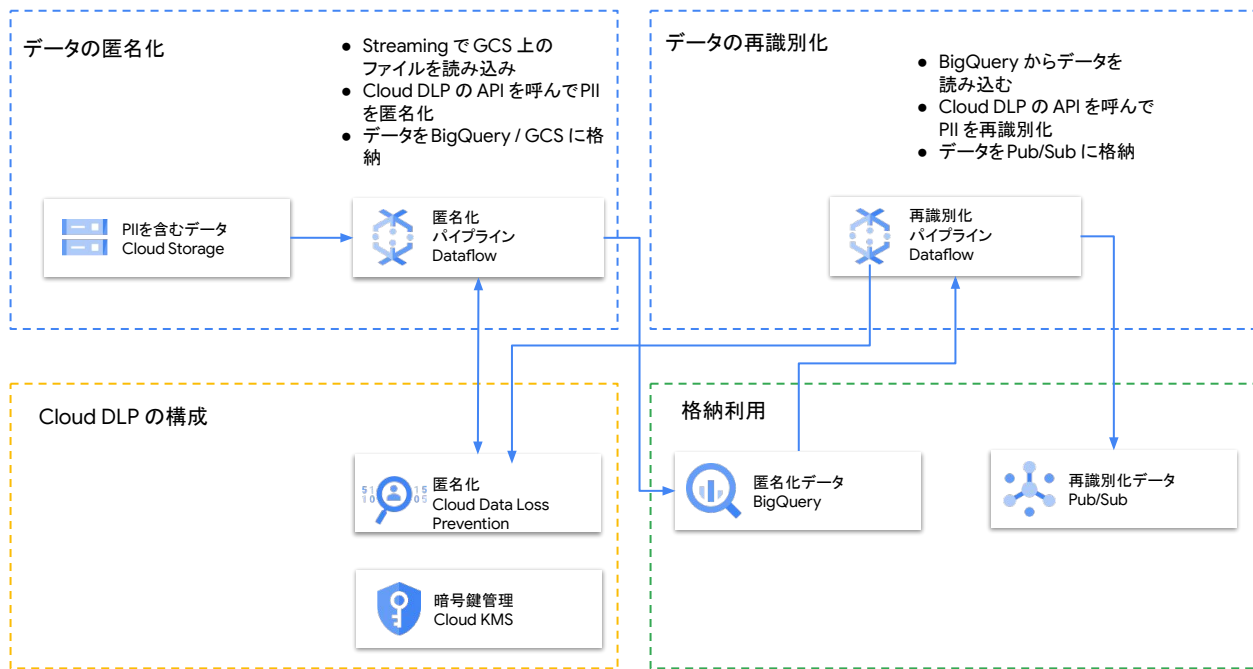 データの匿名化
● Streaming で GCS 上の
ファイルを読み込み
● Cloud DLP の API を呼んでPII
を匿名化
● データをBigQuery / GCS に格
納
PIIを含むデータ
Cloud Storage
匿名化
パイプライン
Dataflow
データの再識別化
● BigQuery からデータを
読み込む
● Cloud DLP の API を呼んで
PII を再識別化
● データをPub/Sub に格納
再識別化
パイプライン
Dataflow
Cloud DLP の構成
匿名化
Cloud Data Loss
Prevention
暗号鍵管理
Cloud KMS
格納利用
匿名化データ
BigQuery
再識別化データ
Pub/Sub